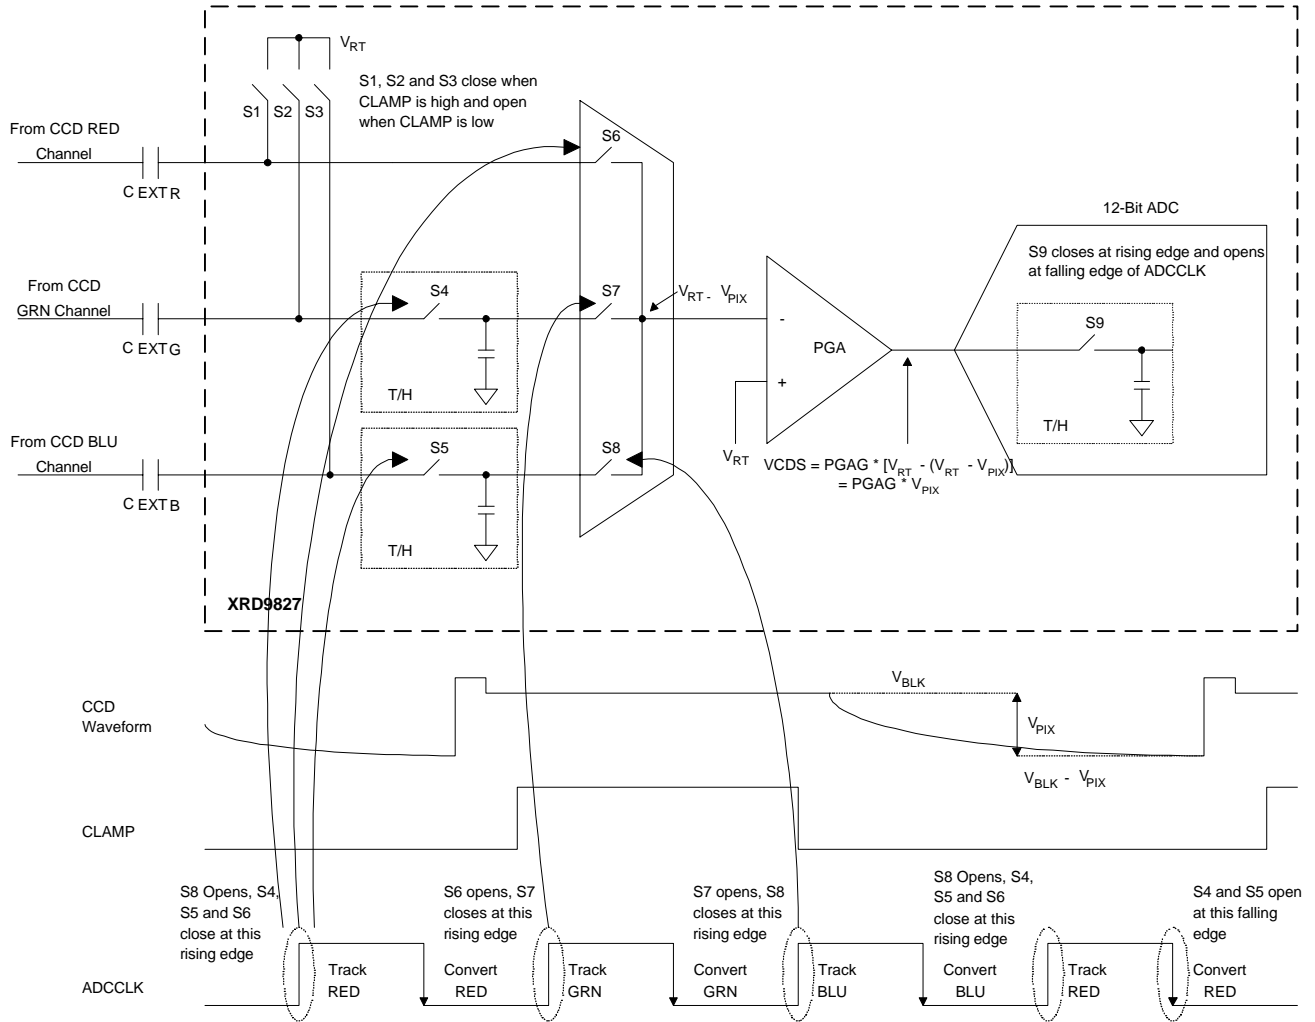 VRT
S1 S2 S3
S1, S2 and S3 close when
CLAMP is high and open
when CLAMP is low
From CCD RED
Channel
C EXTR
S6
12-Bit ADC
S9 closes at rising edge and opens
at falling edge of ADCCLK
From CCD
GRN Channel
C EXTG
S4
T/H
S7
VRT - VPIX
-
PGA
+
VRT
S9
T/H
VCDS = PGAG * [VRT - (VRT - VPIX)]
= PGAG * VPIX
From CCD BLU
Channel
C EXTB
S5
T/H
S8
XRD9827
CCD
Waveform
VBLK
VPIX
VBLK - VPIX
CLAMP
S8 Opens, S4,
S5 and S6
close at this
rising edge
S6 opens, S7
closes at this
rising edge
S7 opens, S8
closes at this
rising edge
S8 Opens, S4,
S5 and S6
close at this
rising edge
S4 and S5 open
at this falling
edge
ADCCLK
Track
RED
Convert
RED
Track
GRN
Convert
GRN
Track
BLU
Convert
BLU
Track
RED
Convert
RED